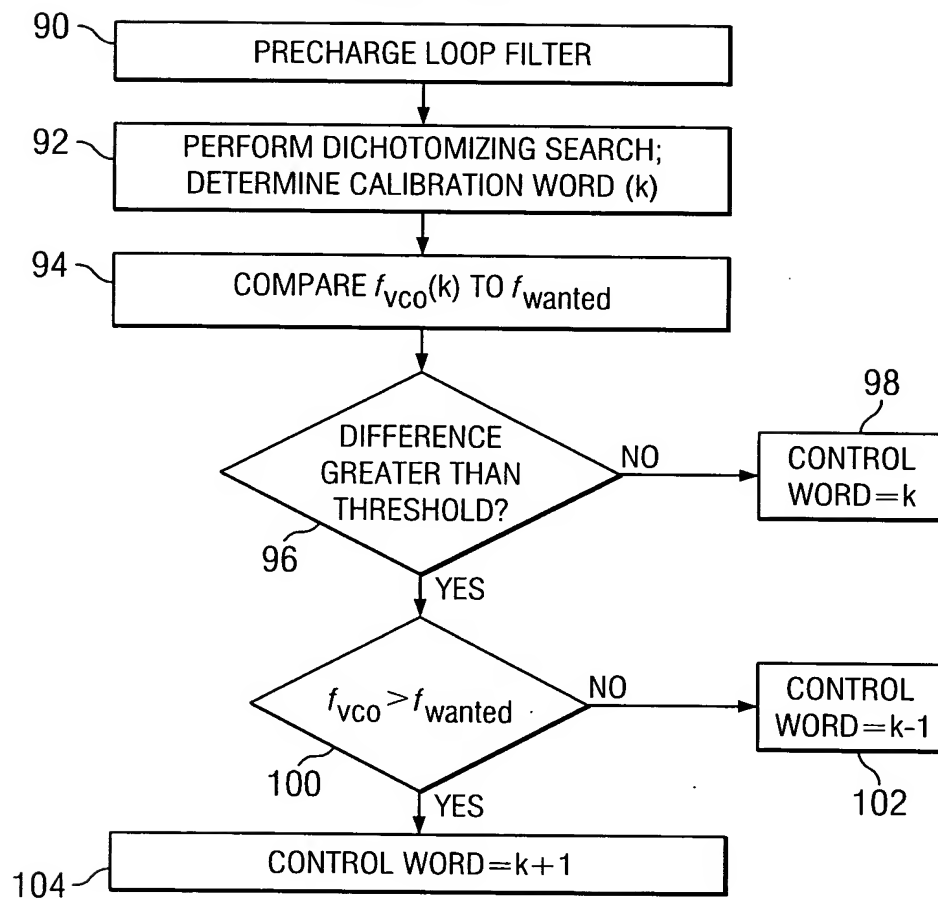 90
PRECHARGE LOOP FILTER
92
PERFORM DICHOTOMIZING SEARCH;
DETERMINE CALIBRATION WORD (k)
94
COMPARE fvco(k) TO fwanted
DIFFERENCE
GREATER THAN
THRESHOLD?
96
NO
98
CONTROL
WORD=k
YES
fvco>fwanted
100
NO
CONTROL
WORD=k-1
102
YES
CONTROL WORD=k+1
104